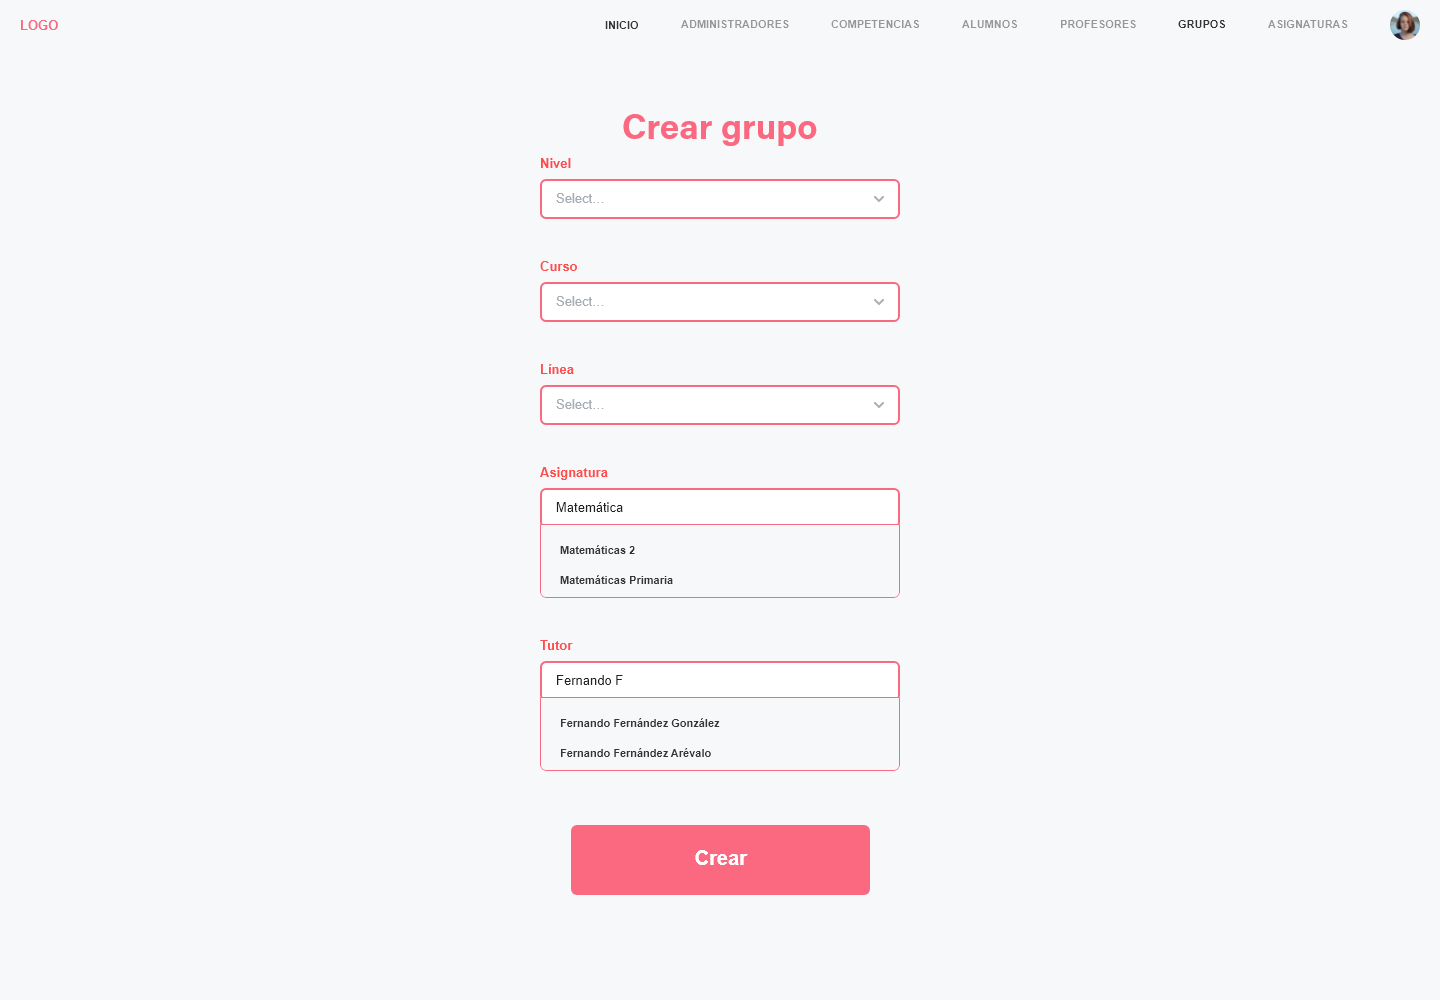 LOGO
INICIO ADMINISTRADORES COMPETENCIAS ALUMNOS PROFESORES GRUPOS ASIGNATURAS
Crear grupo
Nivel
Select...
Curso
Select...
Línea
Select...
Asignatura
Matemática
Matemáticas 2
Matemáticas Primaria
Tutor
Fernando F
Fernando Fernández González
Fernando Fernández Arévalo
Crear